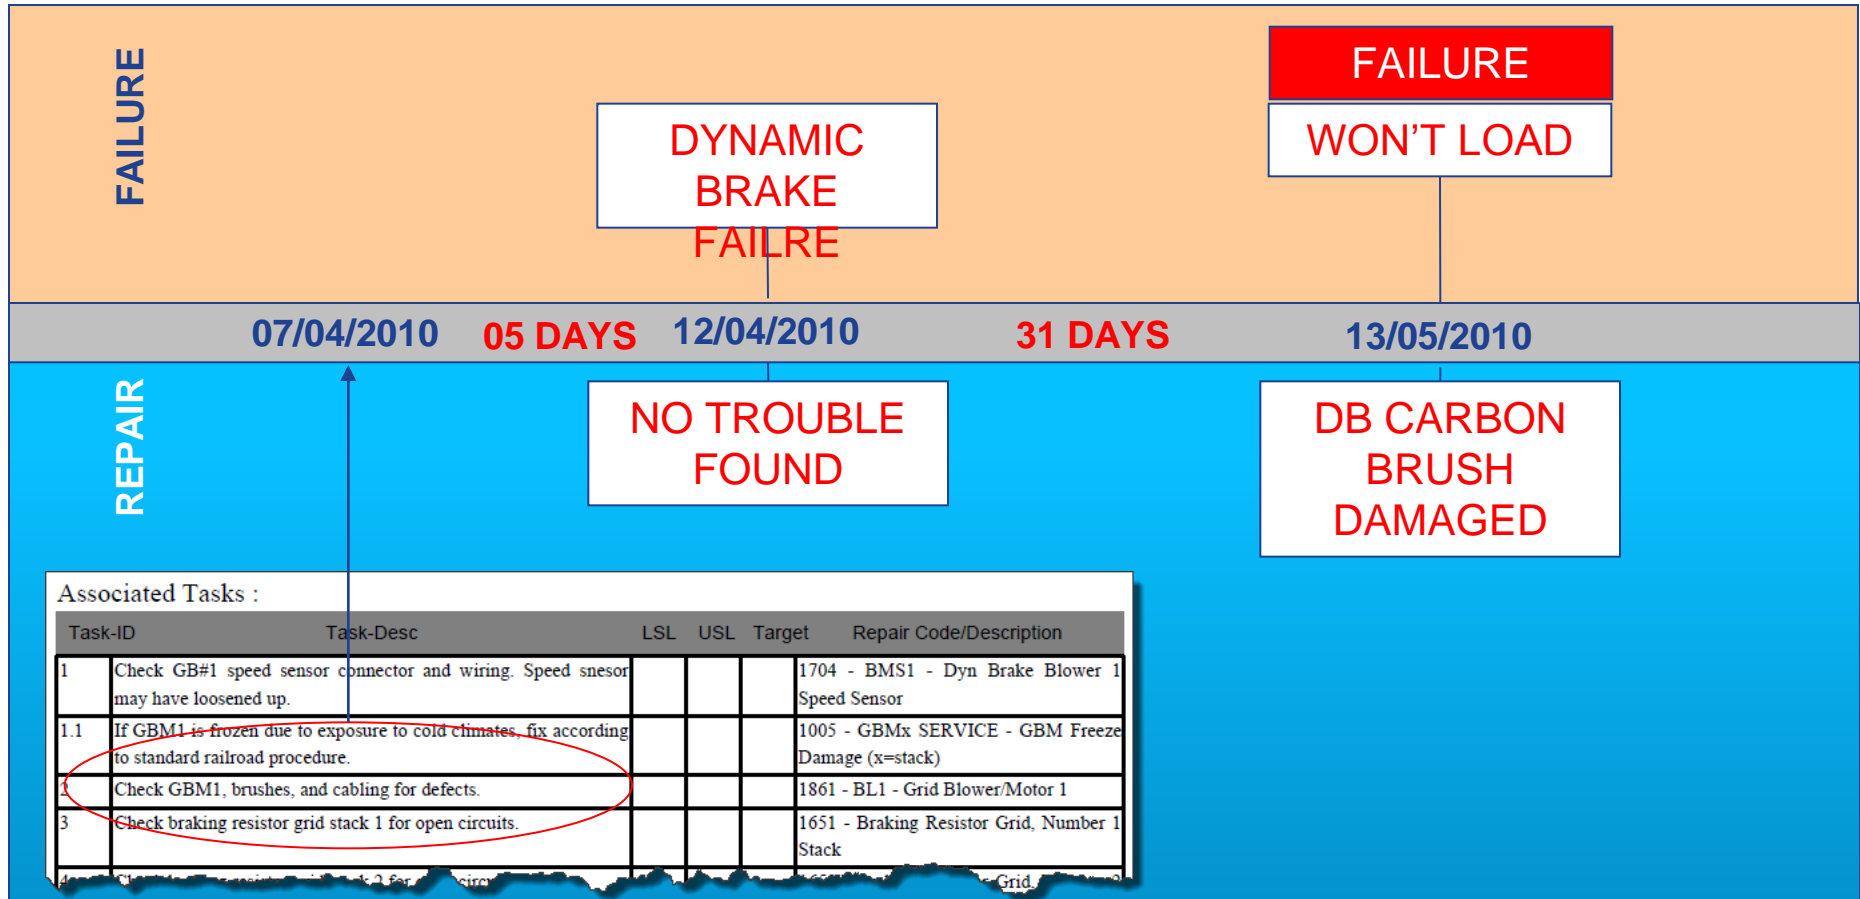 FAILURE
FAILURE
WON'T LOAD
DYNAMIC
BRAKE
FAILRE
07/04/2010
05 DAYS
12/04/2010
31 DAYS
13/05/2010
REPAIR
NO TROUBLE
FOUND
DB CARBON
BRUSH
DAMAGED
Associated Tasks :
Task-ID Task-Desc LSL USL Target Repair Code/Description
1 Check GB#1 speed sensor connector and wiring. Speed snesor 1704 - BMS1 - Dyn Brake Blower 1
may have loosened up. Speed Sensor
1.1 If GBM1 is frozen due to exposure to cold climates, fix according 1005 - GBMx SERVICE - GBM Freeze
to standard railroad procedure. Damage (x=stack)
2 Check GBM1, brushes, and cabling for defects. 1861 - BL1 - Grid Blower/Motor 1
3 Check braking resistor grid stack 1 for open circuits. 1651 - Braking Resistor Grid, Number 1
Stack
2 for Grid,